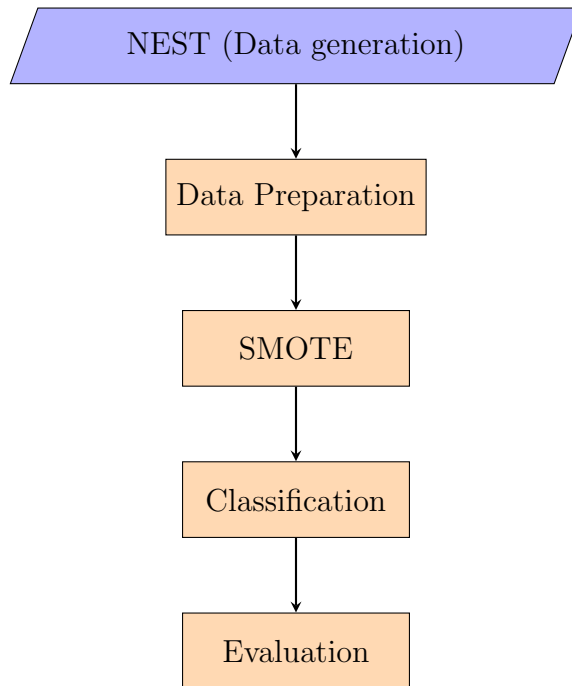 NEST (Data generation)
Data Preparation
SMOTE
Classification
Evaluation